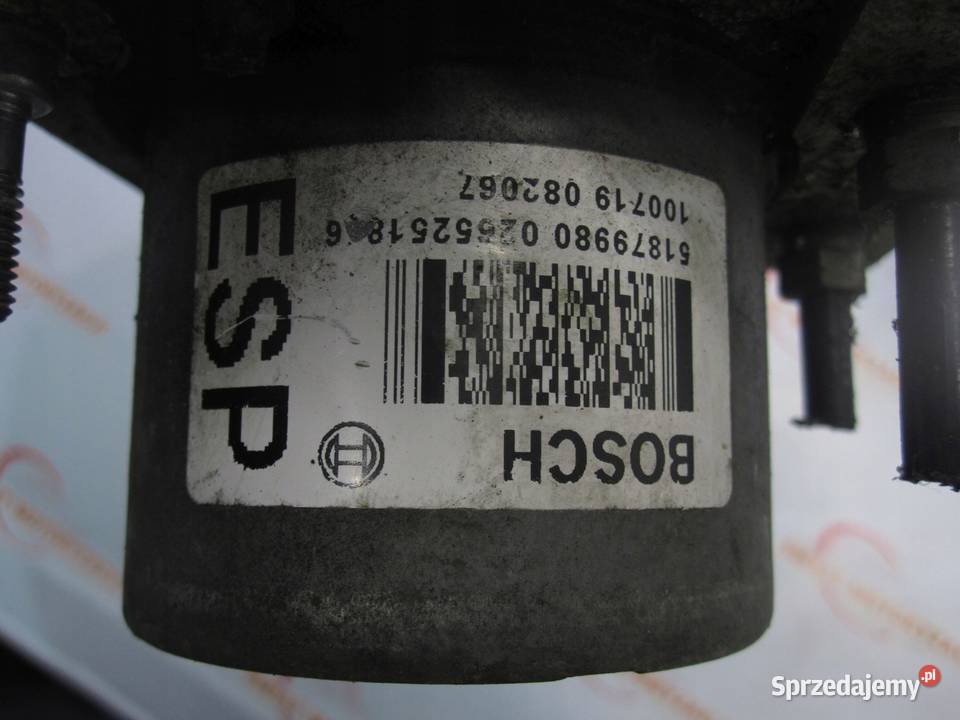 BOSCH
ESP
51879980
100719 082067
Sprzedajemy.pl